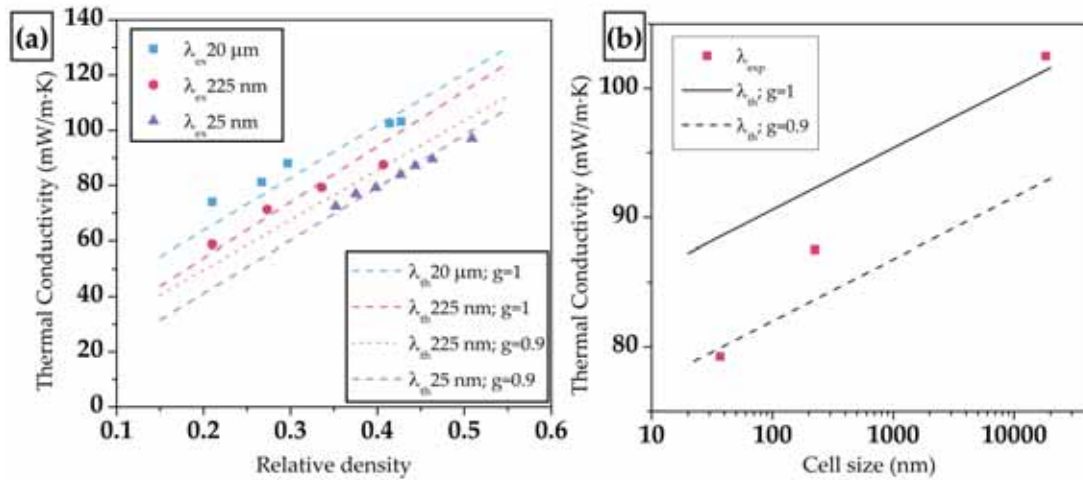 (a)
140
120
100
80
60
40
20
0
Thermal Conductivity (mW/m·K)
λex 20 μm
λex 225 nm
λex 25 nm
λth 20 μm; g=1
λth 225 nm; g=1
λth 225 nm; g=0.9
λth 25 nm; g=0.9
0.1 0.2 0.3 0.4 0.5 0.6
Relative density
(b)
100
90
80
Thermal Conductivity (mW/m·K)
λexp
λth; g=1
λth; g=0.9
10 100 1000 10000
Cell size (nm)